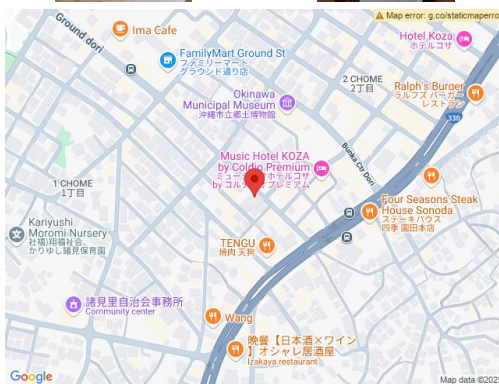 Ground dori
Ima Cafe
⚠ Map error: g.co/staticmaperro
Hotel Koza
ホテルコザ
FamilyMart Ground St
ファミリーマート
グラウンド通り店
2 CHOME
2丁目
Ralph's Burger
ラルフズ バーガー
レストラン
Okinawa
Municipal Museum
沖縄市立郷土博物館
330
Bunka Ctr Dori
Music Hotel KOZA
by Coldio Premium
ミュージックホテルコザ
by コルディオ プレミアム
1 CHOME
1丁目
Four Seasons Steak
House Sonoda
ステーキハウス
四季 園田本店
Kariyushi
Moromi Nursery
社福)翔福祉会、
かりゆし諸見保育園
TENGU
焼肉 天狗
諸見里自治会事務所
Community center
Wang
晩餐【日本酒×ワイン
】オシャレ居酒屋
Izakaya restaurant
Google
Map data ©202